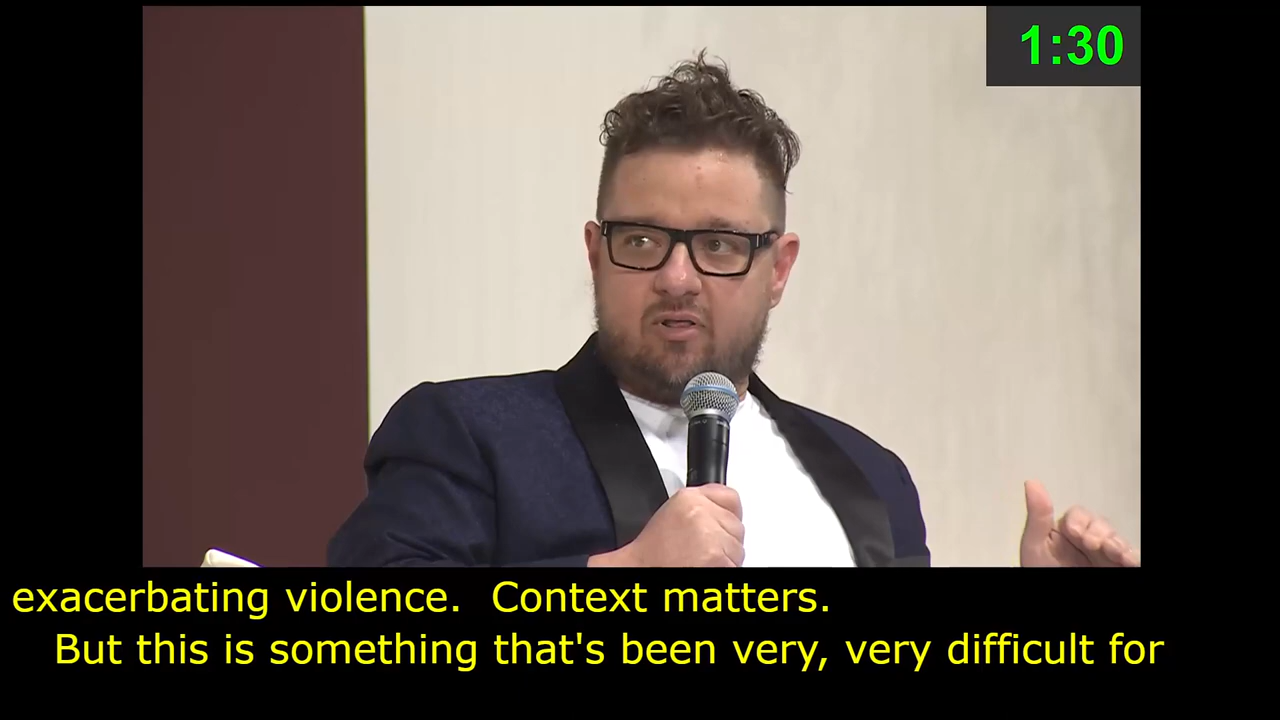 1:30
exacerbating violence.  Context matters.
But this is something that's been very, very difficult for